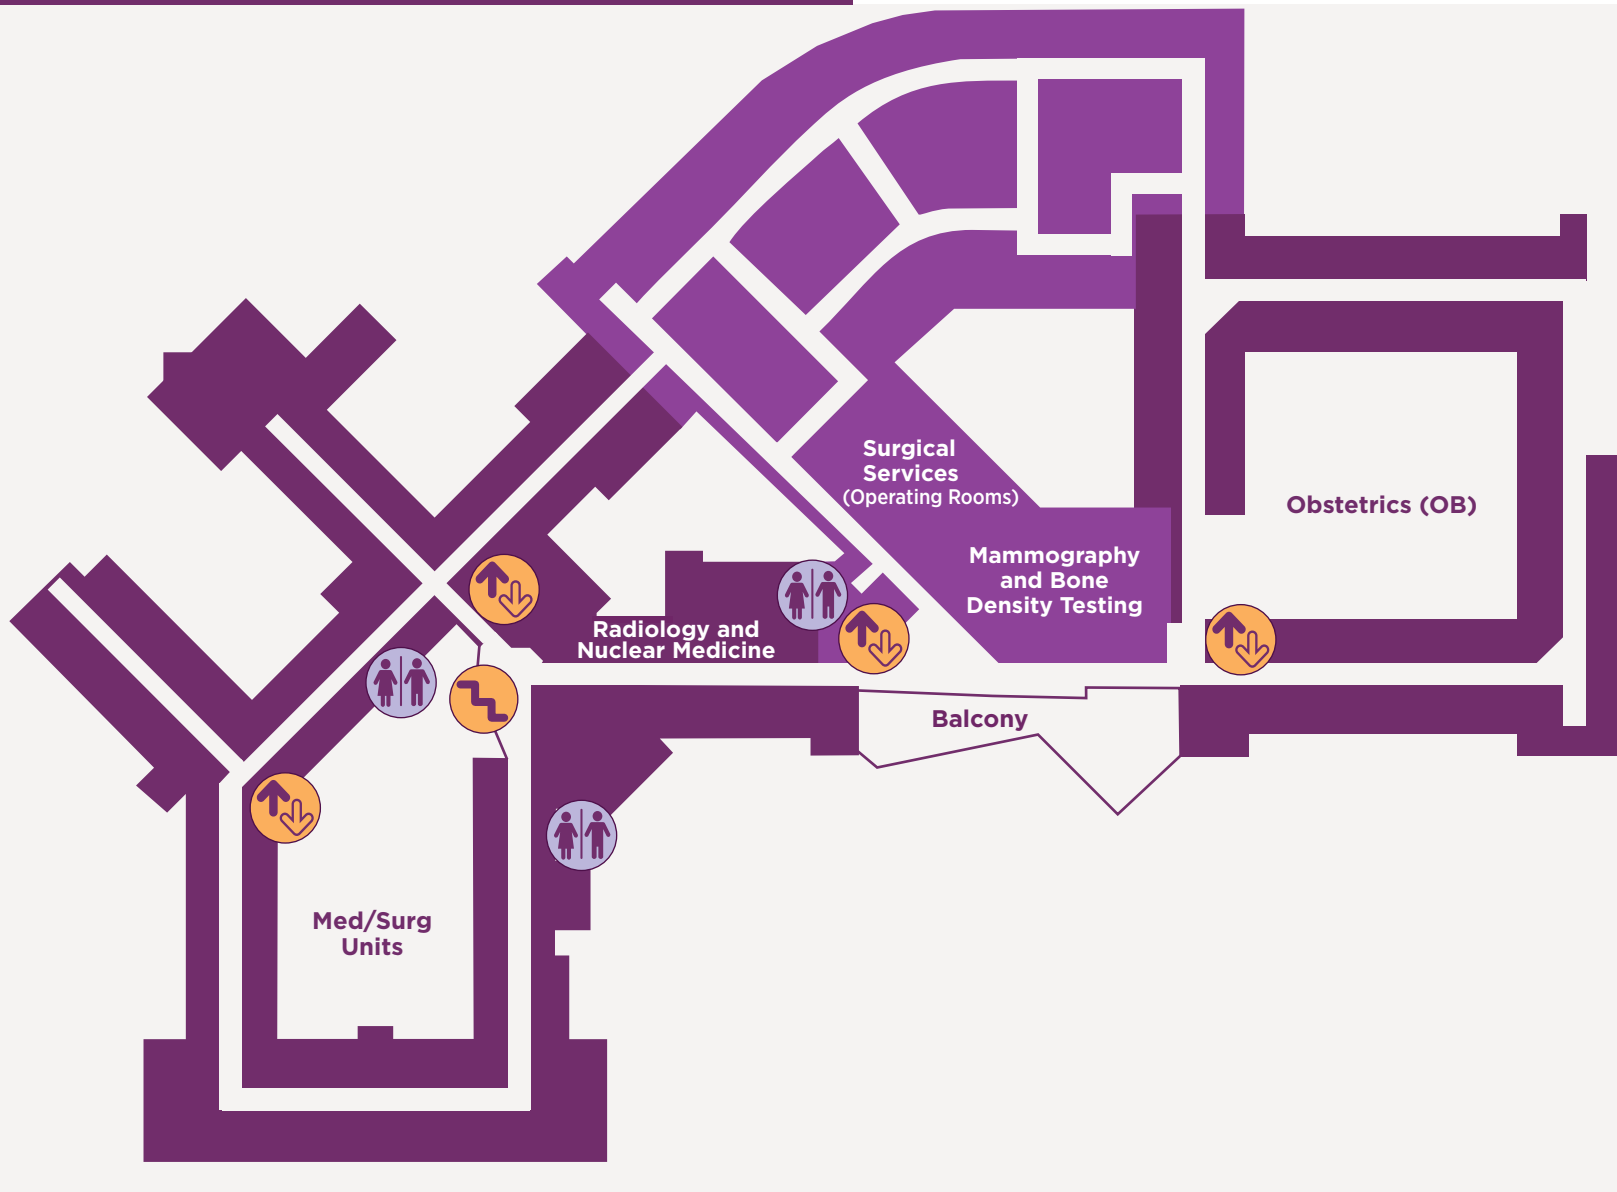 Surgical
Services
(Operating Rooms)
Obstetrics (OB)
Mammography
and Bone
Density Testing
Radiology and
Nuclear Medicine
Balcony
Med/Surg
Units